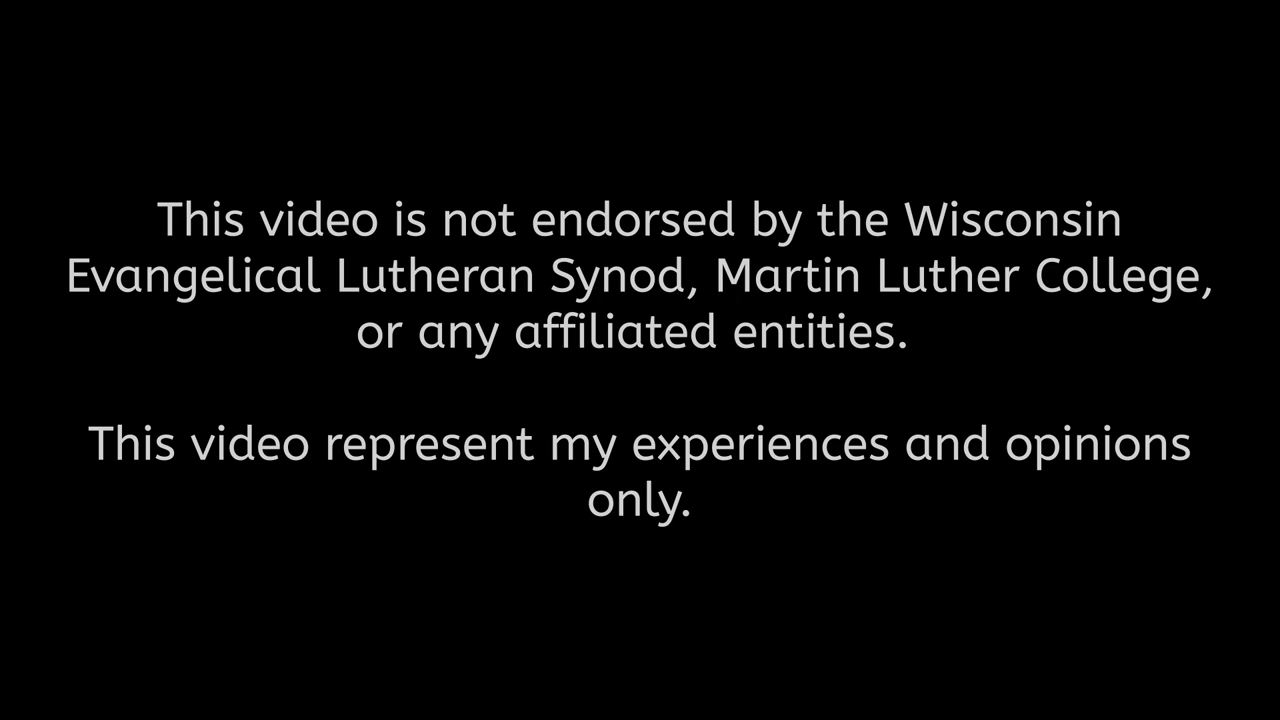 This video is not endorsed by the Wisconsin
Evangelical Lutheran Synod, Martin Luther College,
or any affiliated entities.
This video represent my experiences and opinions
only.